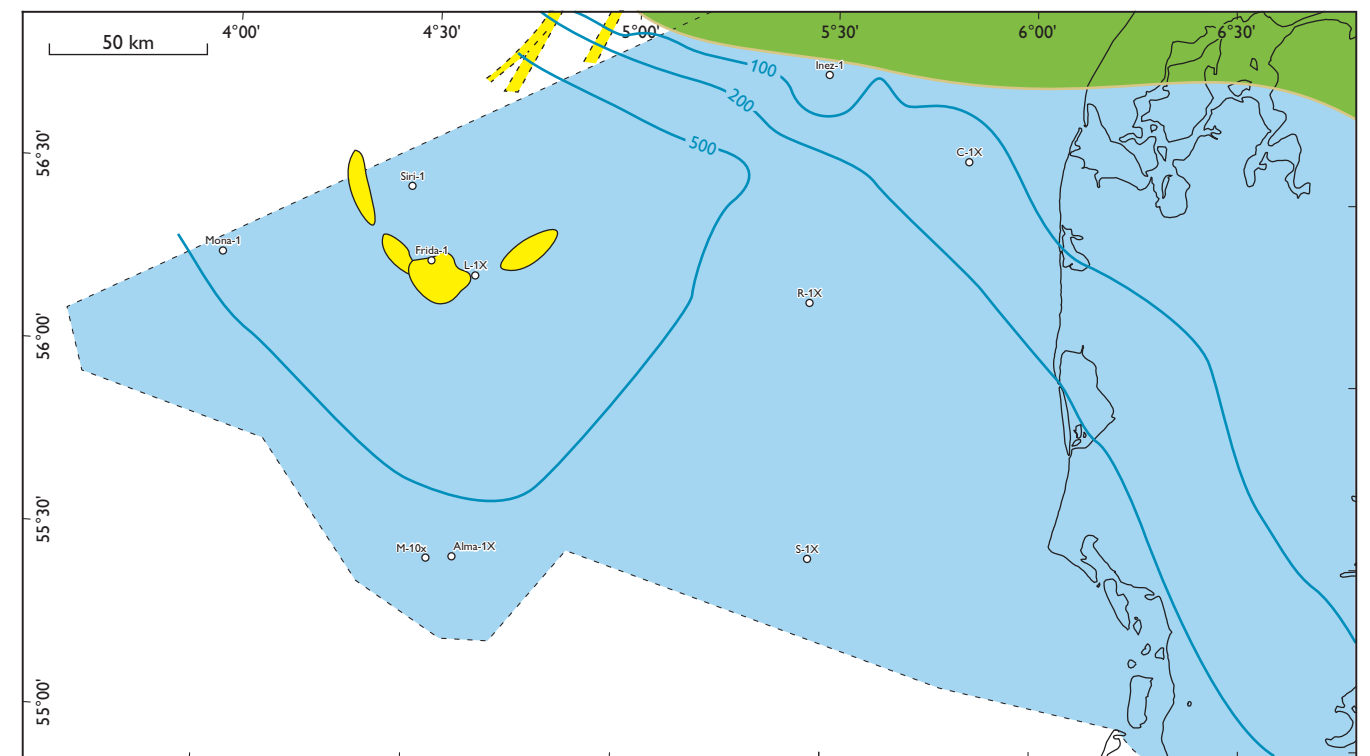 4°00'
4°30'
5°00'
5°30'
6°00'
6°30'
50 km
100
Inez-1
200
500
C-1X
56°30'
Siri-1
Mona-1
Frida-1
L-1X
R-1X
56°00'
55°30'
M-10x
Alma-1X
S-1X
55°00'